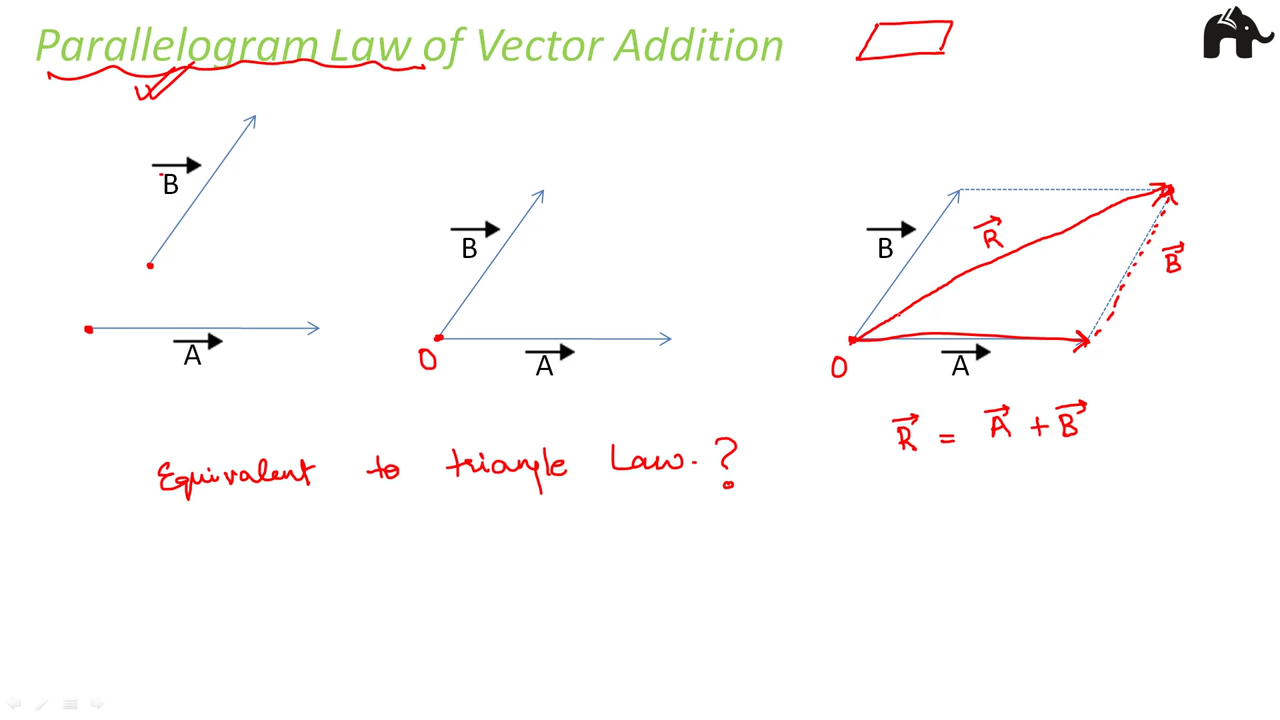 Parallelogram Law of Vector Addition
B
B
B
R
B
A
A
A
O
O
R = A + B
Equivalent to triangle Law. ?